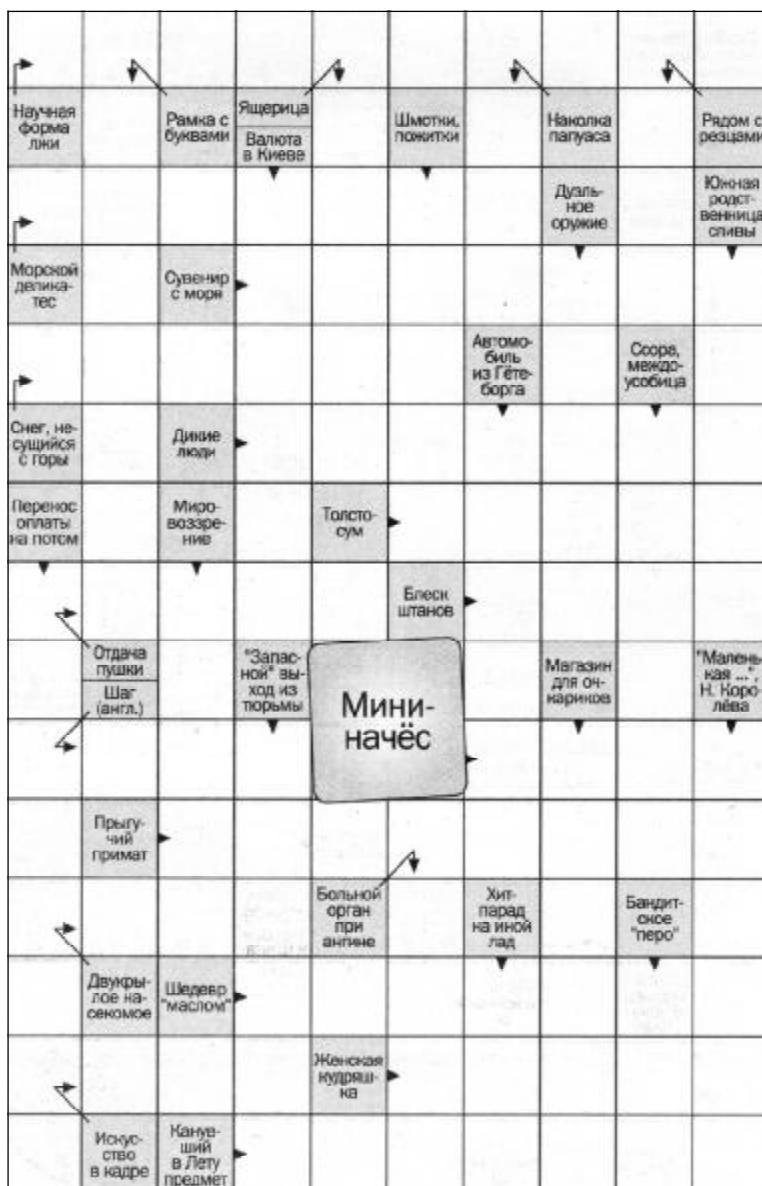 Научная
форма
лжи
Рамка с
буквами
Ящерица
Валюта
в Киеве
Шмотки,
пожитки
Наколка
папуаса
Рядом с
резцами
Дуэль-
ное
оружие
Южная
родст-
венница
сливы
Морской
делика-
тес
Сувенир
с моря
Автомо-
биль
из Гёте-
борга
Ссора,
междо-
усобица
Снег, не-
сущийся
с горы
Дикие
люди
Перенос
оплаты
на потом
Миро-
воззре-
ние
Толсто-
сум
Блеск
штанов
Отдача
пушки
Шаг
(англ.)
"Запас-
ной" вы-
ход из
тюрьмы
Мини-
начёс
Магазин
для оч-
кариков
"Малень-
кая ...",
Н. Коро-
лёва
Прыгу-
чий
примат
Больной
орган
при
ангине
Хит-
парад
на иной
лад
Бандит-
ское
"перо"
Двукры-
лое на-
секомое
Шедевр
"маслом"
Женская
кудряш-
ка
Искус-
ство
в кадре
Канув-
ший
в Лету
предмет